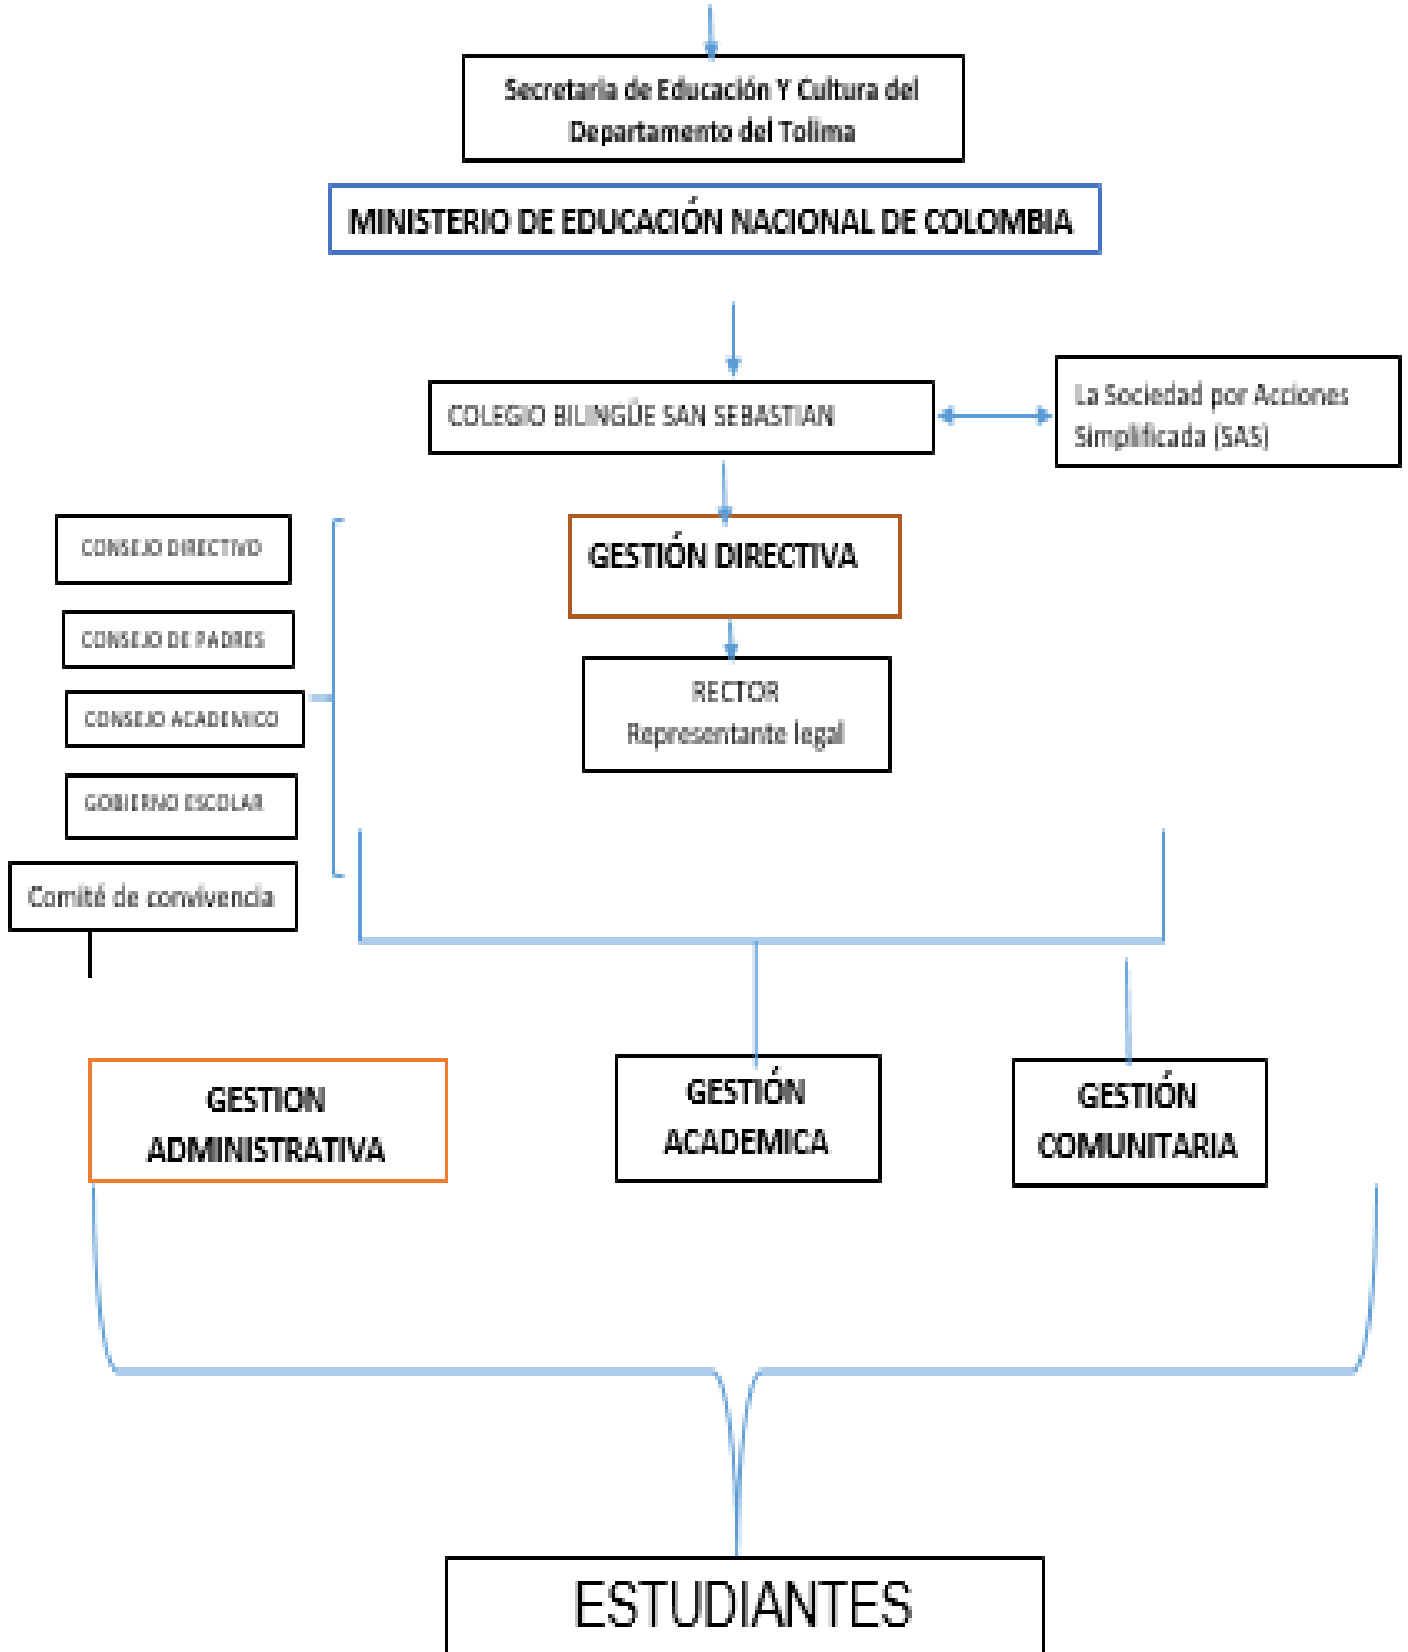 Secretaria de Educación Y Cultura del
Departamento del Tolima
MINISTERIO DE EDUCACIÓN NACIONAL DE COLOMBIA
COLEGIO BILINGÜE SAN SEBASTIAN
La Sociedad por Acciones
Simplificada (SAS)
GESTIÓN DIRECTIVA
RECTOR
Representante legal
CONSEJO DIRECTIVO
CONSEJO DE PADRES
CONSEJO ACADEMICO
GOBIERNO ESCOLAR
Comité de convivencia
GESTION
ADMINISTRATIVA
GESTIÓN
ACADEMICA
GESTIÓN
COMUNITARIA
ESTUDIANTES